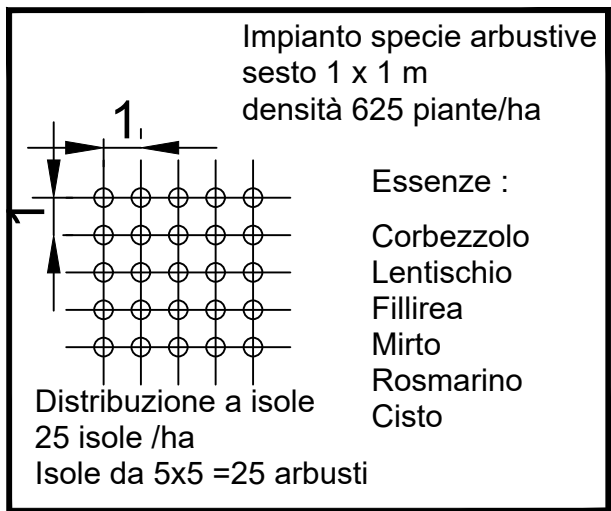 Impianto specie arbustive
sesto 1 x 1 m
densità 625 piante/ha
1
1
Essenze :
Corbezzolo
Lentischio
Fillirea
Mirto
Rosmarino
Cisto
Distribuzione a isole
25 isole /ha
Isole da 5x5 =25 arbusti